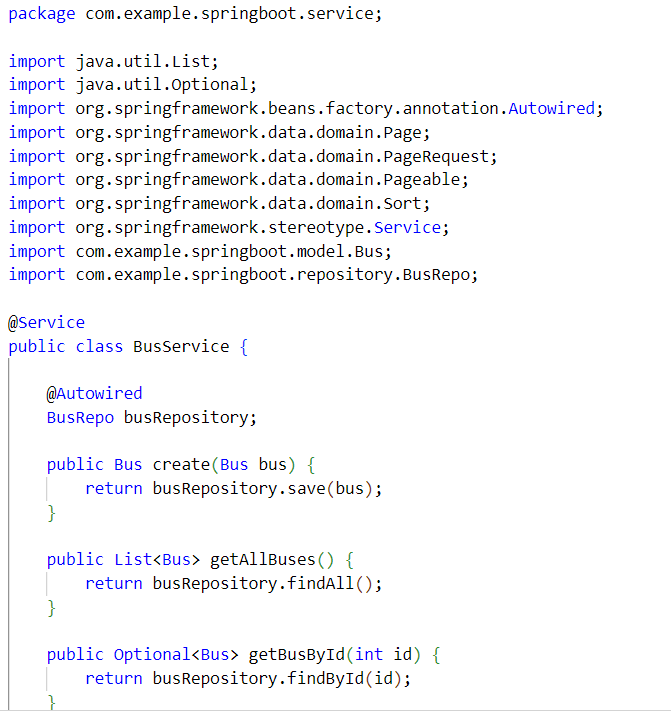 package com.example.springboot.service;
import java.util.List;
import java.util.Optional;
import org.springframework.beans.factory.annotation.Autowired;
import org.springframework.data.domain.Page;
import org.springframework.data.domain.PageRequest;
import org.springframework.data.domain.Pageable;
import org.springframework.data.domain.Sort;
import org.springframework.stereotype.Service;
import com.example.springboot.model.Bus;
import com.example.springboot.repository.BusRepo;
@Service
public class BusService {
@Autowired
BusRepo busRepository;
public Bus create(Bus bus) {
return busRepository.save(bus);
}
public List<Bus> getAllBuses() {
return busRepository.findAll();
}
public Optional<Bus> getBusById(int id) {
return busRepository.findById(id);
}